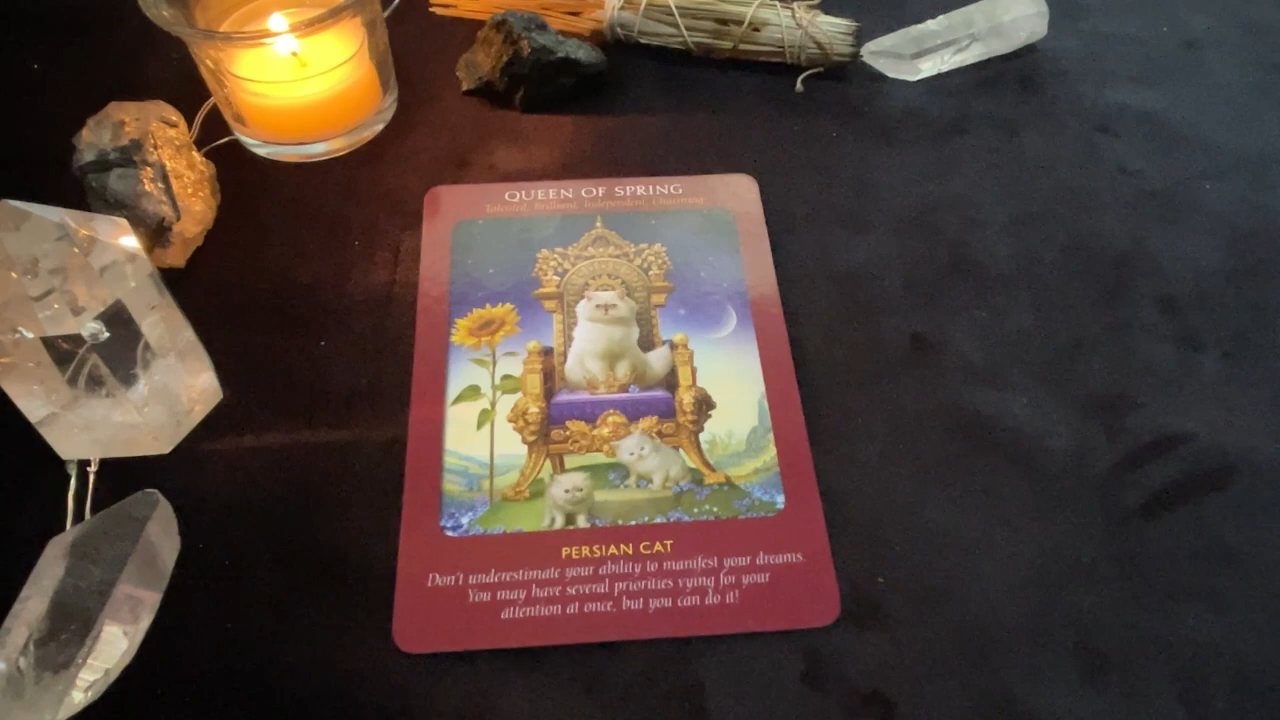 QUEEN OF SPRING
Talented, Brilliant, Independent, Charming
PERSIAN CAT
Don't underestimate your ability to manifest your dreams.
You may have several priorities vying for your
attention at once, but you can do it!